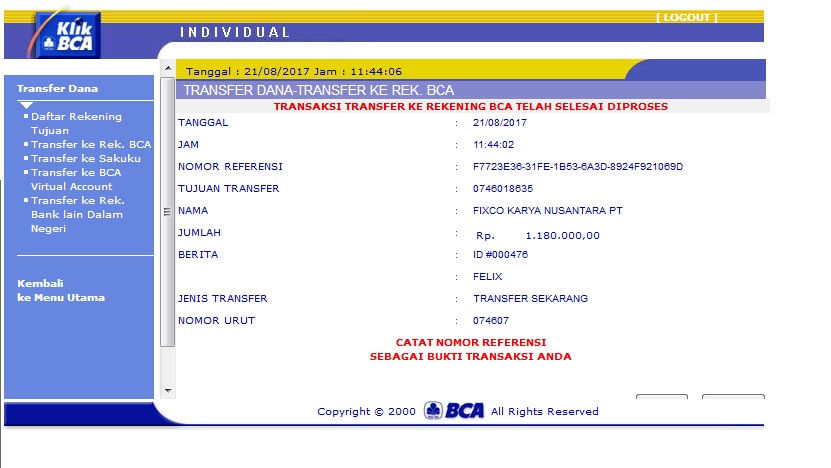 Klik
BCA
INDIVIDUAL
[ LOGOUT ]
Tanggal : 21/08/2017 Jam : 11:44:06
Transfer Dana
Daftar Rekening
Tujuan
Transfer ke Rek. BCA
Transfer ke Sakuku
Transfer ke BCA
Virtual Account
Transfer ke Rek.
Bank lain Dalam
Negeri
Kembali
ke Menu Utama
TRANSFER DANA-TRANSFER KE REK. BCA
TRANSAKSI TRANSFER KE REKENING BCA TELAH SELESAI DIPROSES
TANGGAL : 21/08/2017
JAM : 11:44:02
NOMOR REFERENSI : F7723E36-31FE-1B53-6A3D-8924F921069D
TUJUAN TRANSFER : 0746018635
NAMA : FIXCO KARYA NUSANTARA PT
JUMLAH : Rp. 1.180.000,00
BERITA : ID #000476
: FELIX
JENIS TRANSFER : TRANSFER SEKARANG
NOMOR URUT : 074607
CATAT NOMOR REFERENSI
SEBAGAI BUKTI TRANSAKSI ANDA
Copyright © 2000 BCA All Rights Reserved